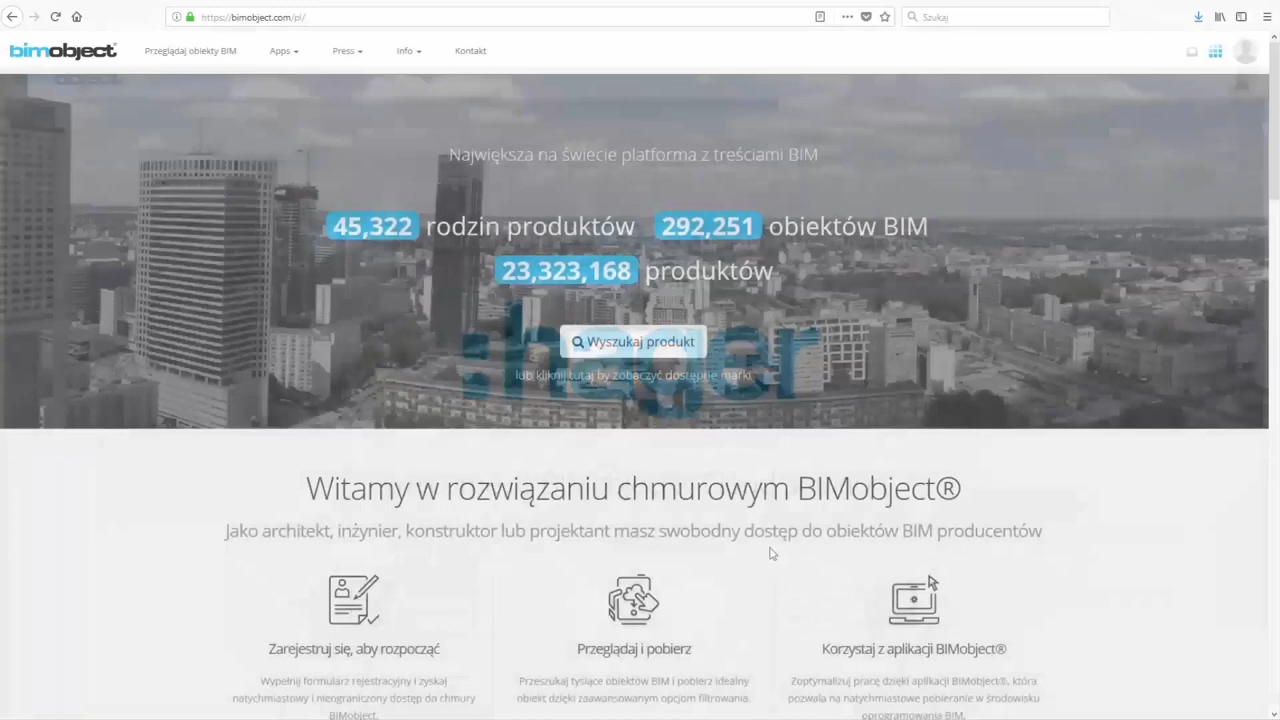 https://bimobject.com/pl/
Szukaj
bimobject®
Przeglądaj obiekty BIM
Apps
Press
Info
Kontakt
Największa na świecie platforma z treściami BIM
45,322 rodzin produktów 292,251 obiektów BIM
23,323,168 produktów
:hager
Wyszukaj produkt
lub kliknij tutaj by zobaczyć dostępne marki
Witamy w rozwiązaniu chmurowym BIMobject®
Jako architekt, inżynier, konstruktor lub projektant masz swobodny dostęp do obiektów BIM producentów
Zarejestruj się, aby rozpocząć
Wypełnij formularz rejestracyjny i zyskaj
natychmiastowy i nieograniczony dostęp do chmury
BIMobject.
Przeglądaj i pobierz
Przeszukaj tysiące obiektów BIM i pobierz idealny
obiekt dzięki zaawansowanym opcjom filtrowania.
Korzystaj z aplikacji BIMobject®
Zoptymalizuj pracę dzięki aplikacji BIMobject®, która
pozwala na natychmiastowe pobieranie w środowisku
oprogramowania BIM.